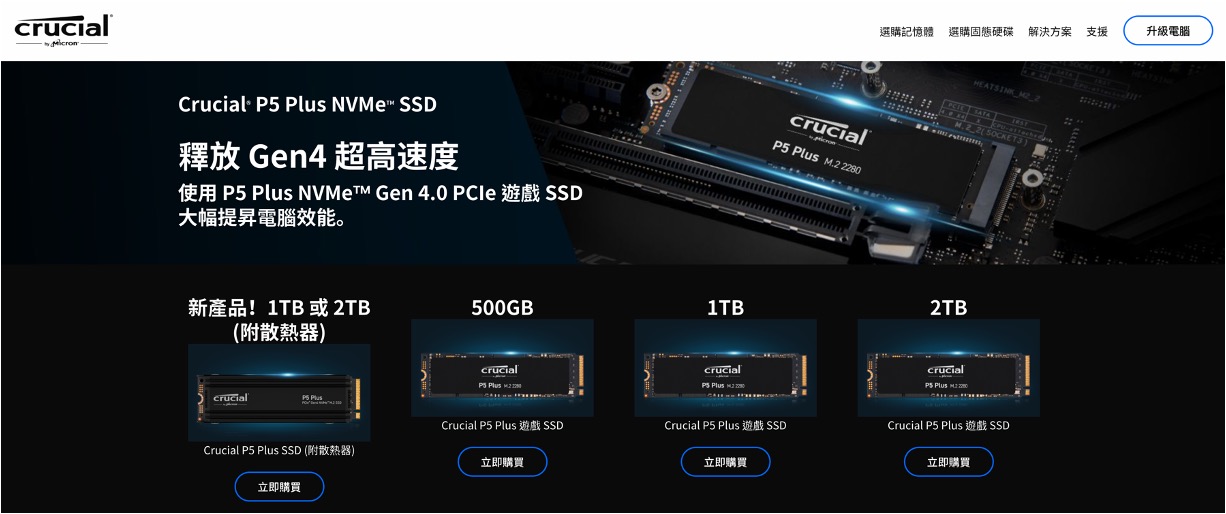 crucial
by Micron
選購記憶體
選購固態硬碟
解決方案
支援
升級電腦
Crucial® P5 Plus NVMe™ SSD
釋放 Gen4 超高速度
使用 P5 Plus NVMe™ Gen 4.0 PCIe 遊戲 SSD
大幅提昇電腦效能。
crucial
P5 Plus M.2 2280
HEATSINK_M2_2
新產品！1TB 或 2TB
(附散熱器)
crucial
P5 Plus
Crucial P5 Plus SSD (附散熱器)
立即購買
500GB
crucial
P5 Plus M.2 2280
Crucial P5 Plus 遊戲 SSD
立即購買
1TB
crucial
P5 Plus M.2 2280
Crucial P5 Plus 遊戲 SSD
立即購買
2TB
crucial
P5 Plus M.2 2280
Crucial P5 Plus 遊戲 SSD
立即購買